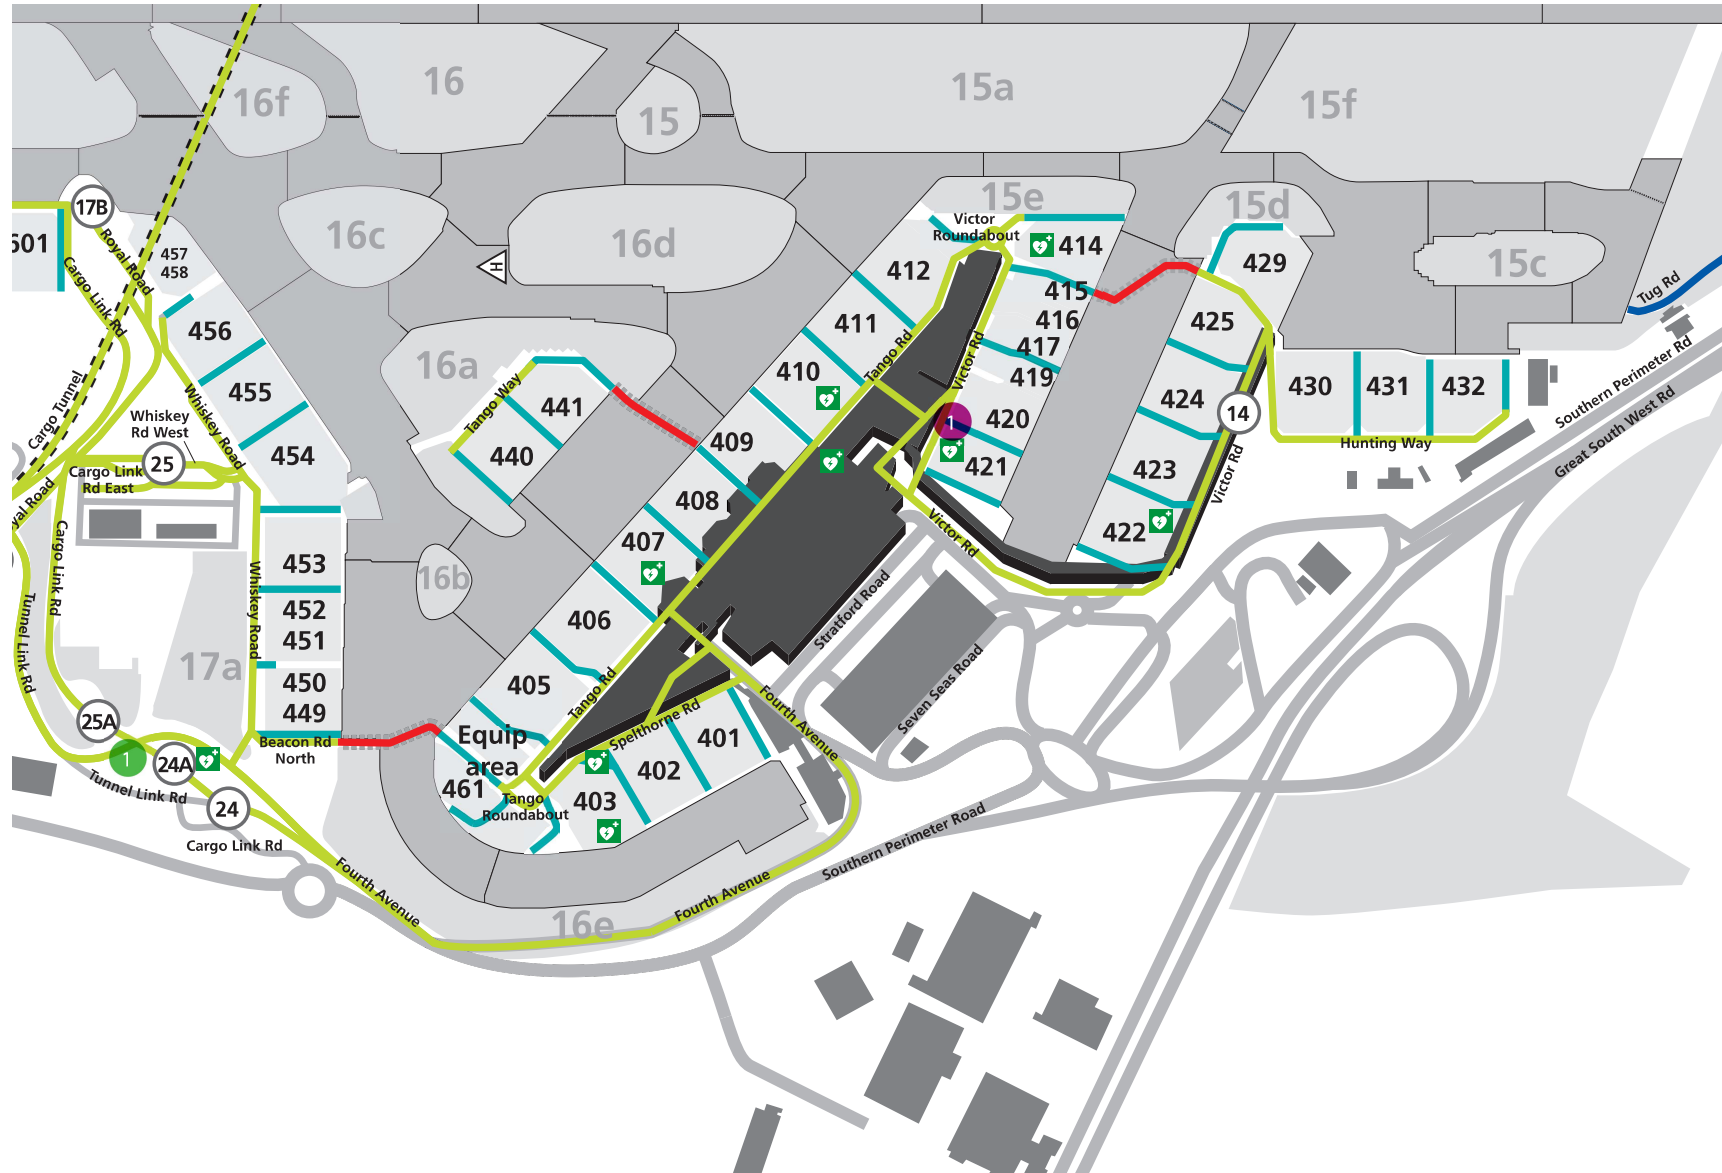 16f
16
15
15a
15f
17B
601
457
458
Royal Road
Cargo Link Rd
16c
16d
H
15e
Victor
Roundabout
414
15d
429
15c
Tug Rd
412
415
416
417
419
411
410
Tango Rd
Victor Rd
425
424
430
431
432
14
Hunting Way
Southern Perimeter Rd
Great South West Rd
456
455
454
Cargo Tunnel
Whiskey
Rd West
Whiskey Road
25
Cargo Link
Rd East
yal Road
16a
Tango Way
441
440
409
408
407
1
420
421
423
422
Victor Rd
Victor Rd
16b
453
452
451
450
449
Whiskey Road
Cargo Link Rd
Tunnel Link Rd
17a
406
405
Tango Rd
Stratford Road
Seven Seas Road
Fourth Avenue
Spelthorne Rd
401
402
403
Equip
area
461
Tango
Roundabout
Beacon Rd
North
25A
1
24A
24
Tunnel Link Rd
Cargo Link Rd
Fourth Avenue
16e
Fourth Avenue
Southern Perimeter Road